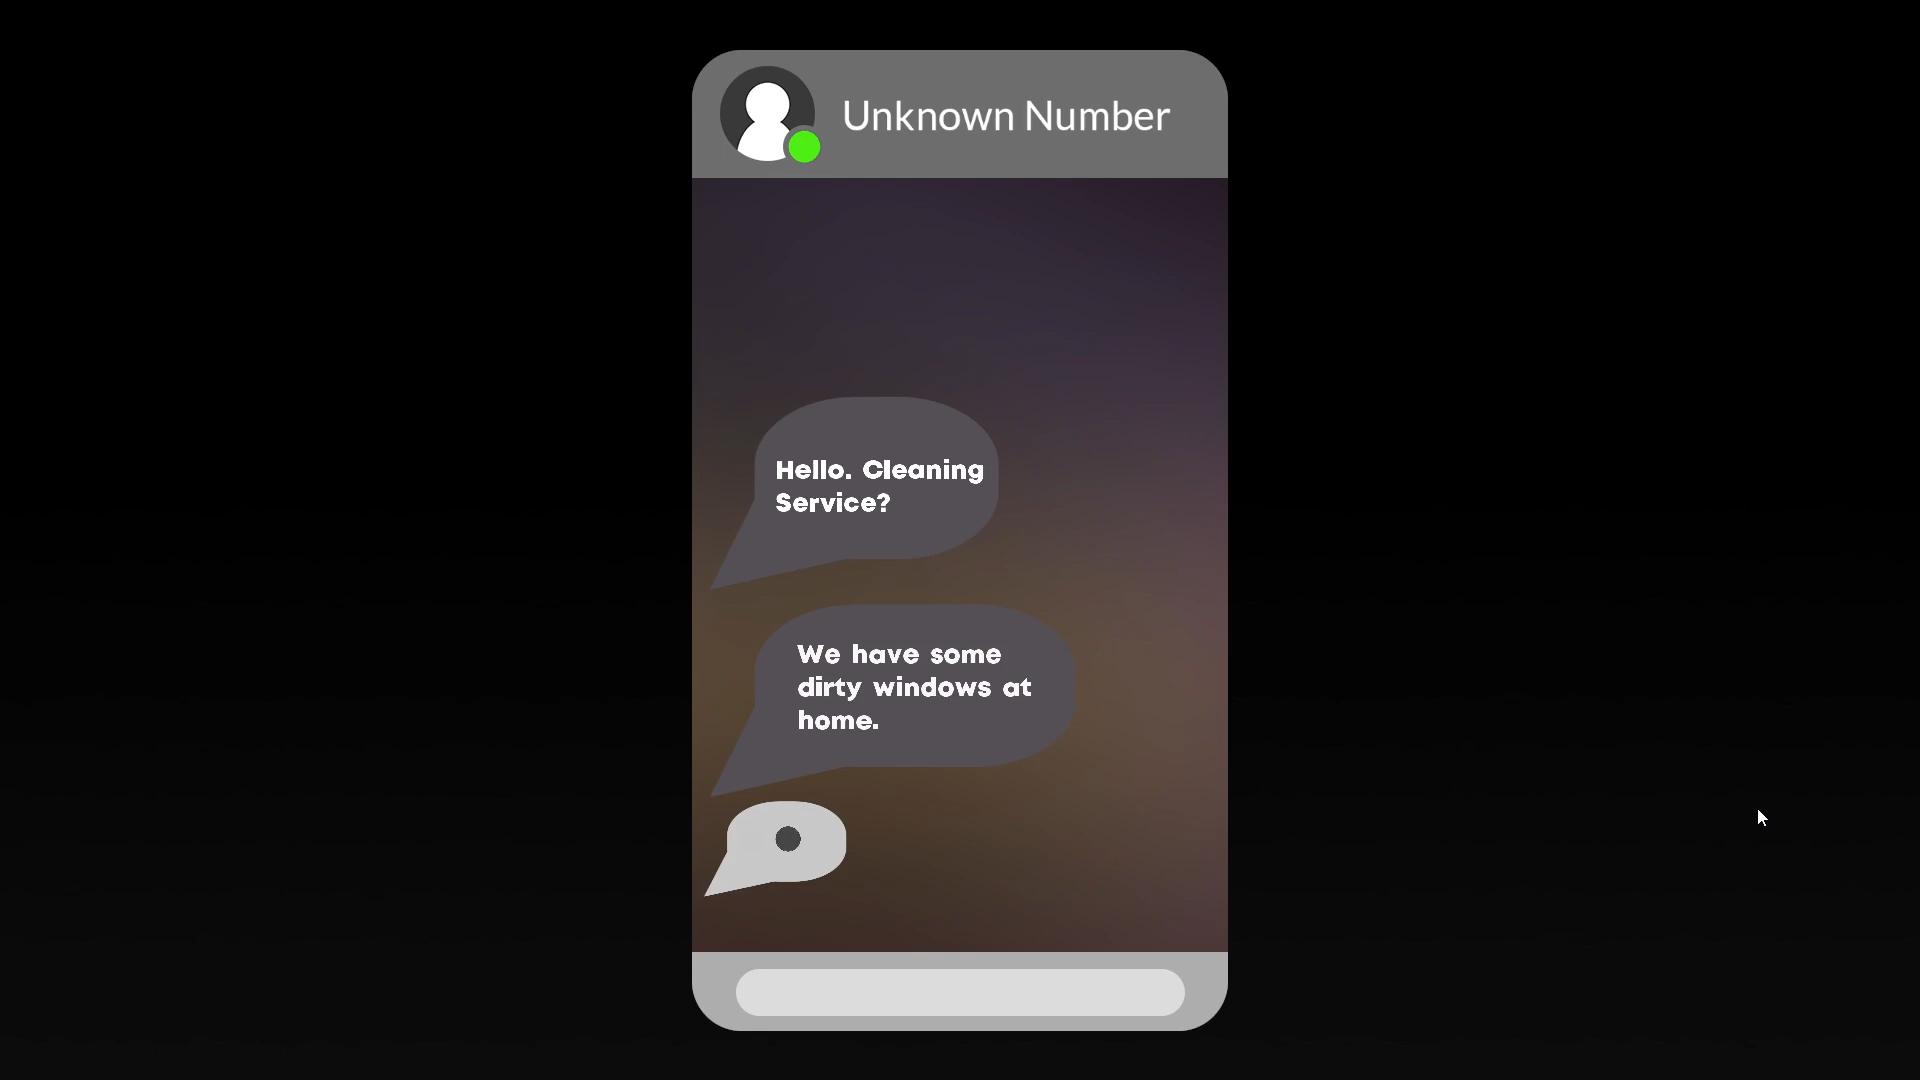 Unknown Number
Hello. Cleaning
Service?
We have some
dirty windows at
home.